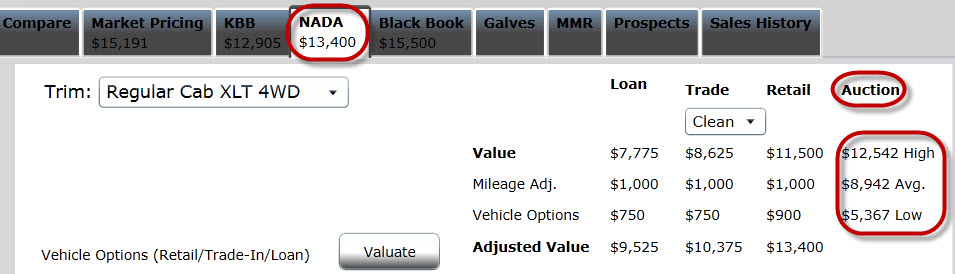 Compare Market Pricing KBB NADA Black Book Galves MMR Prospects Sales History
$15,191 $12,905 $13,400 $15,500
Trim: Regular Cab XLT 4WD
Loan Trade Retail Auction
Clean
Value $7,775 $8,625 $11,500 $12,542 High
Mileage Adj. $1,000 $1,000 $1,000 $8,942 Avg.
Vehicle Options $750 $750 $900 $5,367 Low
Vehicle Options (Retail/Trade-In/Loan) Valuate Adjusted Value $9,525 $10,375 $13,400